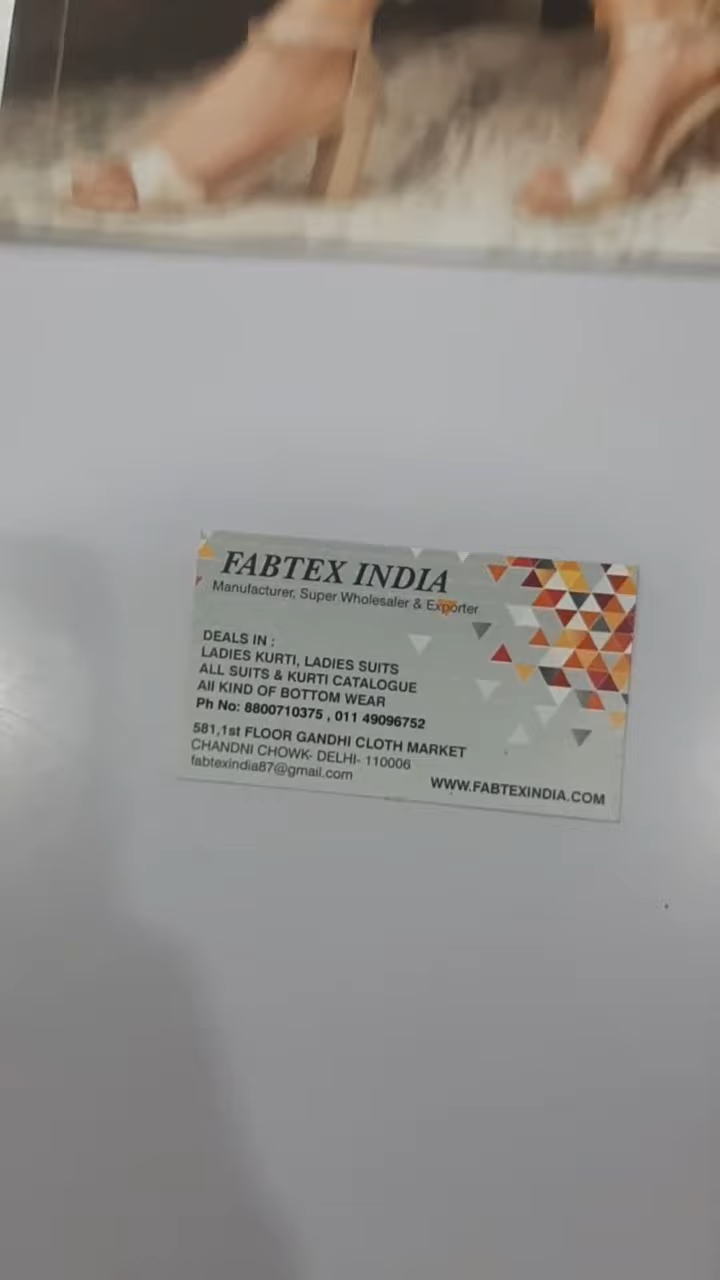 FABTEX INDIA
Manufacturer, Super Wholesaler & Exporter
DEALS IN :
LADIES KURTI, LADIES SUITS
ALL SUITS & KURTI CATALOGUE
All KIND OF BOTTOM WEAR
Ph No: 8800710375 , 011 49096752
581,1st FLOOR GANDHI CLOTH MARKET
CHANDNI CHOWK- DELHI- 110006
fabtexindia87@gmail.com
WWW.FABTEXINDIA.COM